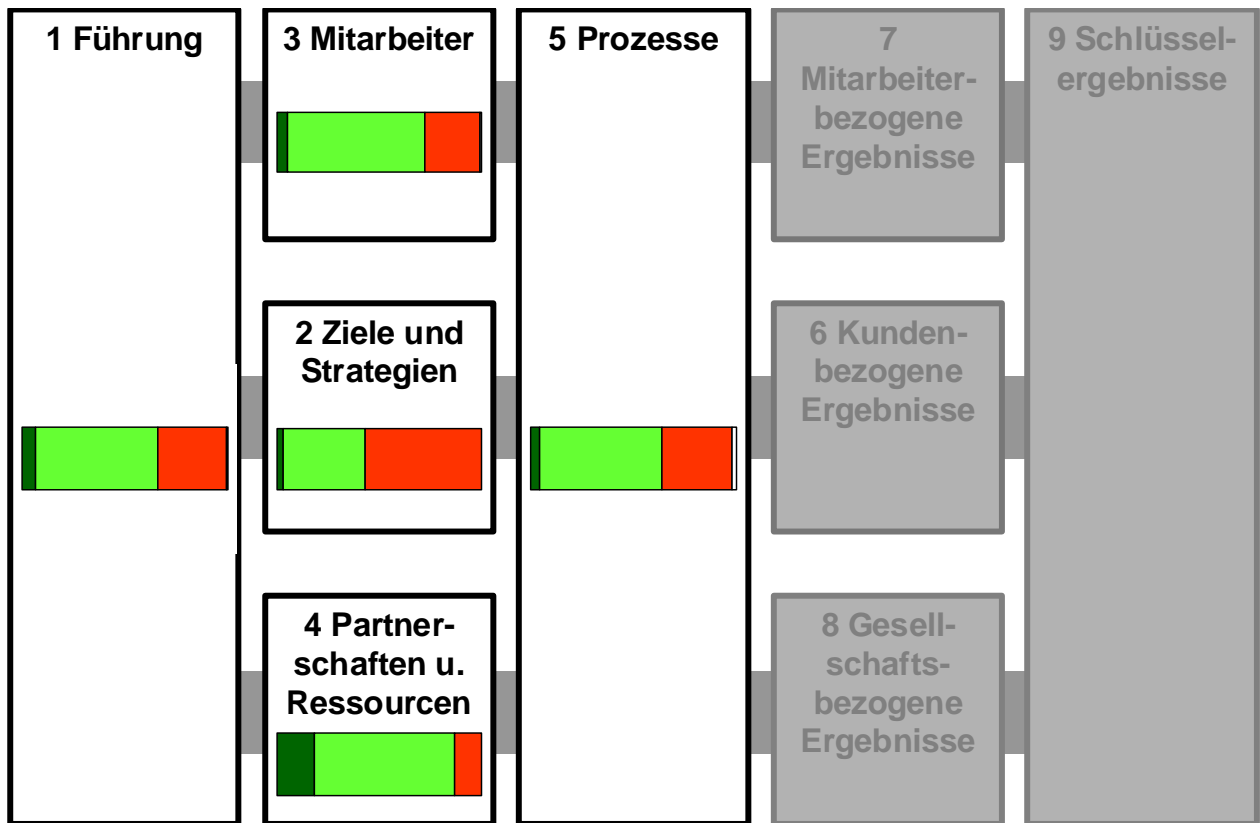 1 Führung
3 Mitarbeiter
5 Prozesse
7
Mitarbeiter-
bezogene
Ergebnisse
9 Schlüssel-
ergebnisse
2 Ziele und
Strategien
6 Kunden-
bezogene
Ergebnisse
4 Partner-
schaften u.
Ressourcen
8 Gesell-
schafts-
bezogene
Ergebnisse